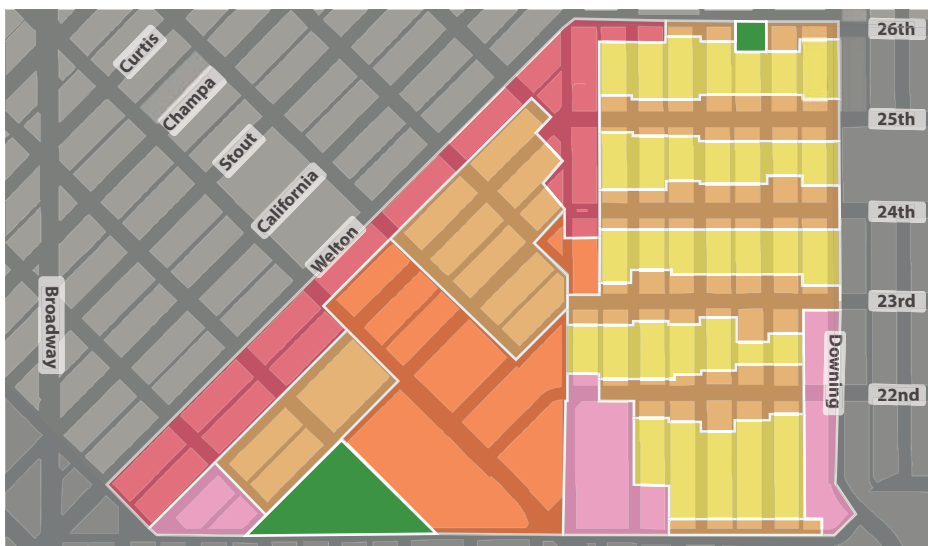 26th
Curtis
Champa
25th
Stout
California
24th
Welton
23rd
Broadway
Downing
22nd